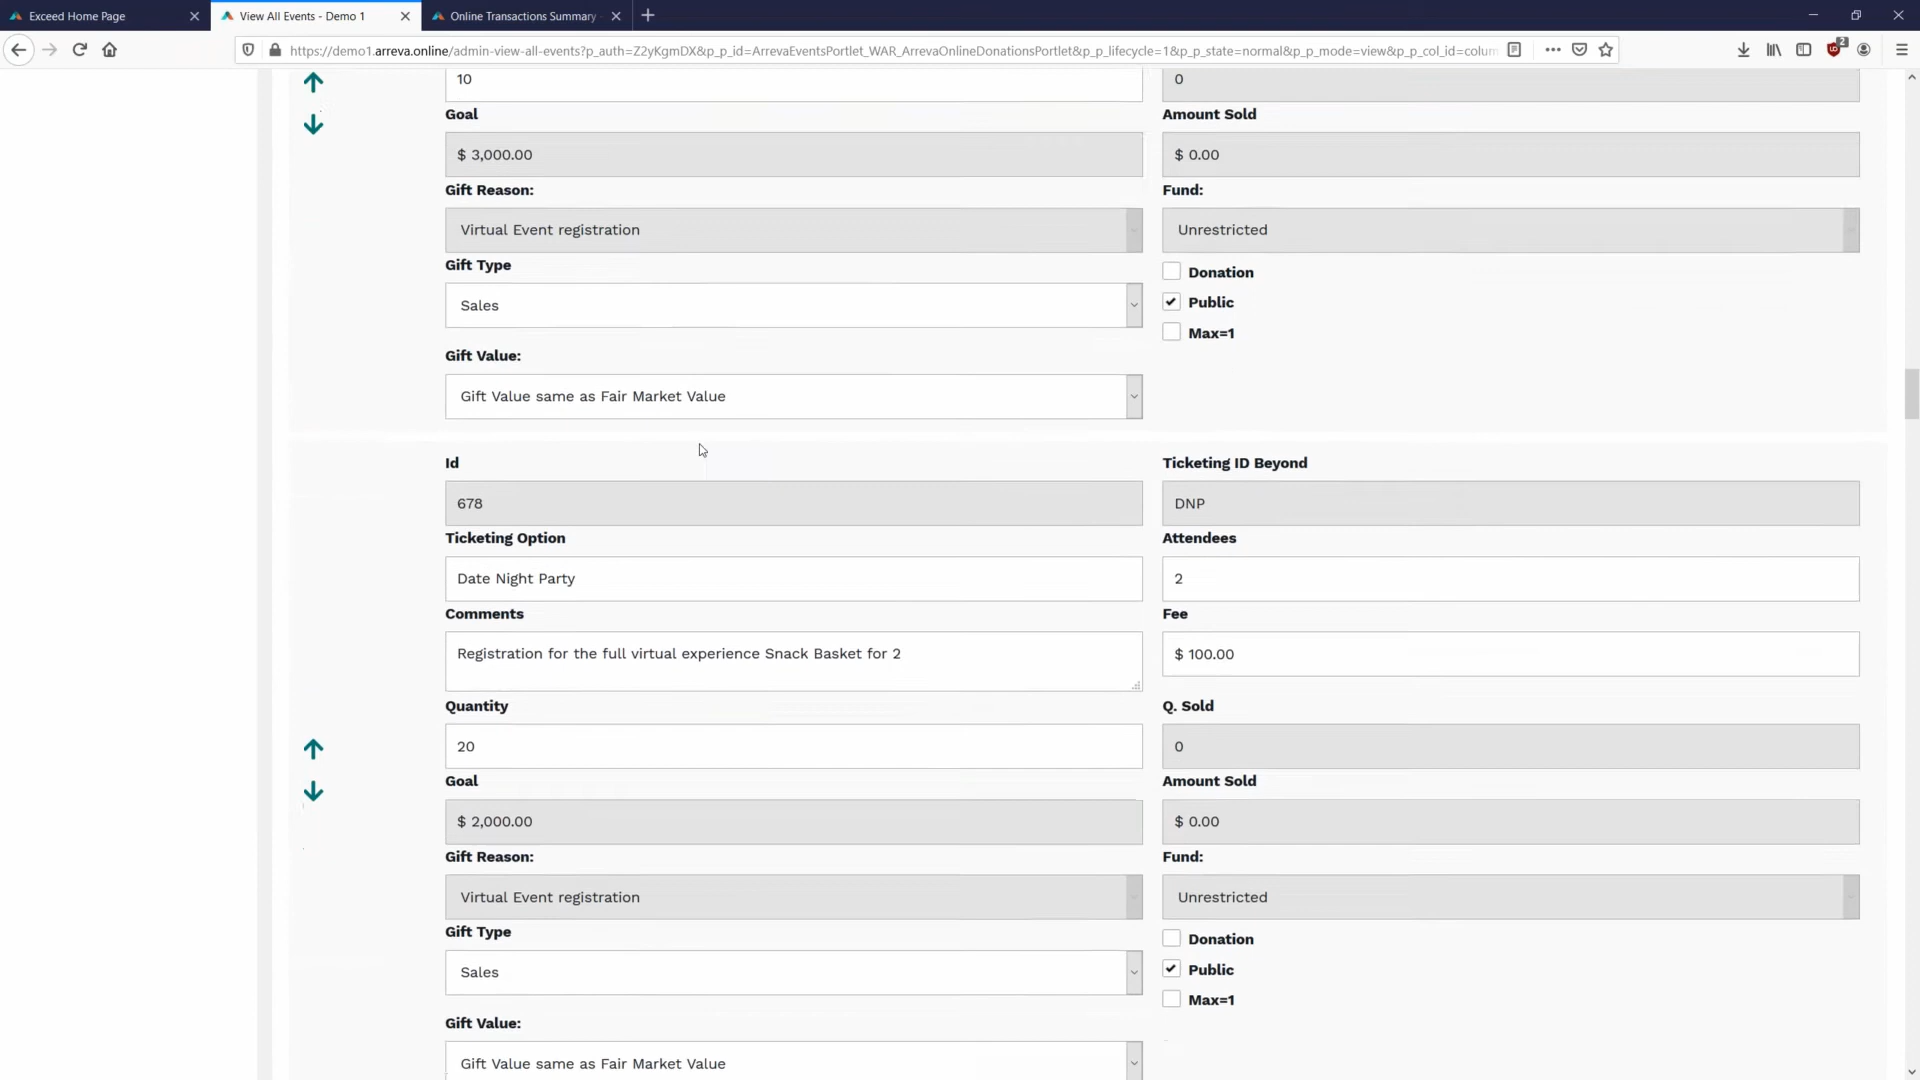 Exceed Home Page
View All Events - Demo 1
Online Transactions Summary
https://demo1.arreva.online/admin-view-all-events?p_auth=Z2yKgmDX&p_p_id=ArrevaEventsPortlet_WAR_ArrevaOnlineDonationsPortlet&p_p_lifecycle=1&p_p_state=normal&p_p_mode=view&p_p_col_id=colum
2
10
0
Goal
Amount Sold
$ 3,000.00
$ 0.00
Gift Reason:
Fund:
Virtual Event registration
Unrestricted
Gift Type
Donation
Sales
Public
Max=1
Gift Value:
Gift Value same as Fair Market Value
Id
Ticketing ID Beyond
678
DNP
Ticketing Option
Attendees
Date Night Party
2
Comments
Fee
Registration for the full virtual experience Snack Basket for 2
$ 100.00
Quantity
Q. Sold
20
0
Goal
Amount Sold
$ 2,000.00
$ 0.00
Gift Reason:
Fund:
Virtual Event registration
Unrestricted
Gift Type
Donation
Sales
Public
Max=1
Gift Value:
Gift Value same as Fair Market Value